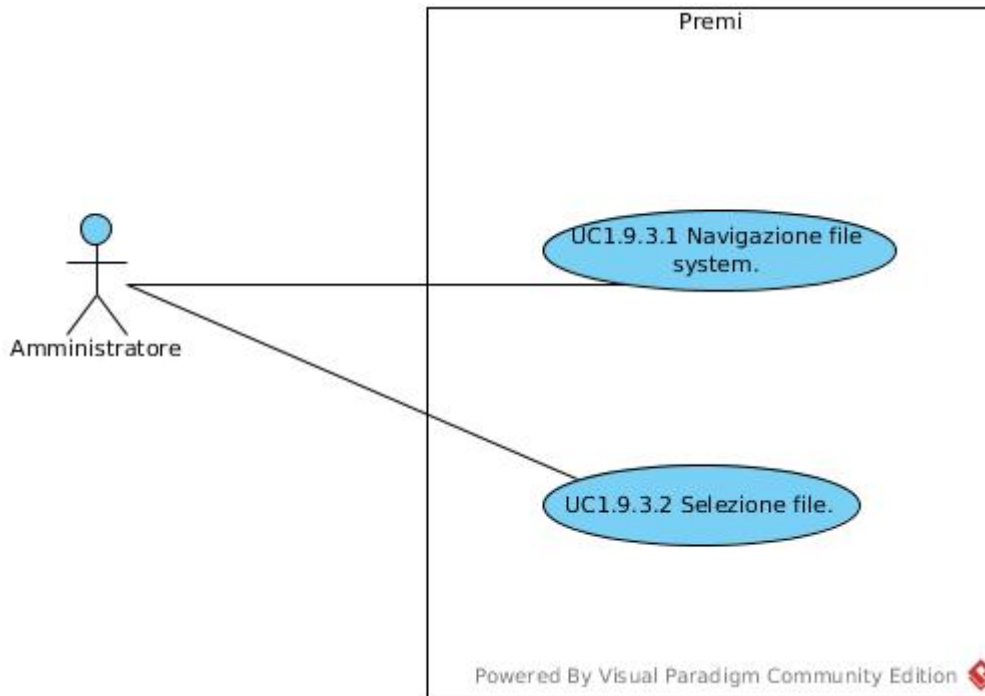 Premi
UC1.9.3.1 Navigazione file
system.
Amministratore
UC1.9.3.2 Selezione file.
Powered By Visual Paradigm Community Edition